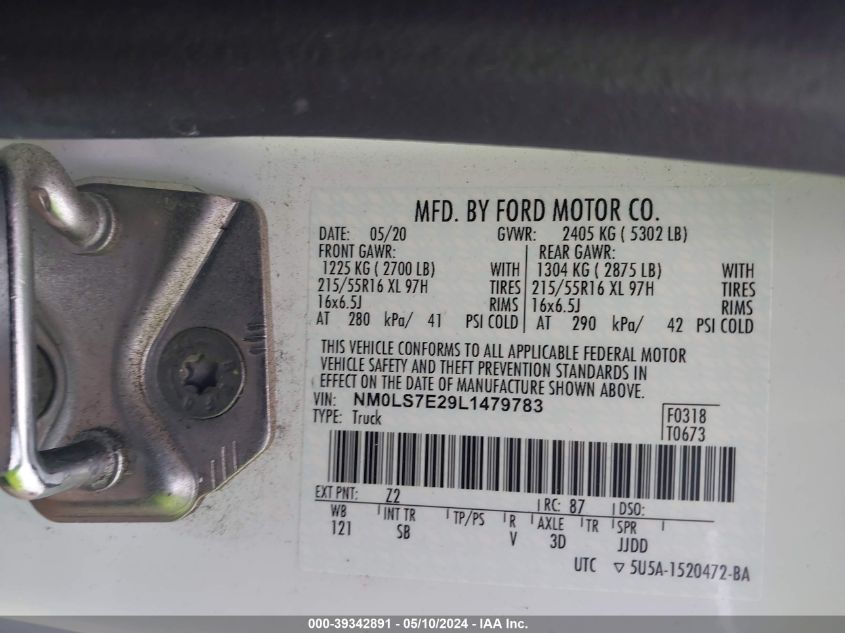 MFD. BY FORD MOTOR CO.
DATE: 05/20 GVWR: 2405 KG ( 5302 LB)
FRONT GAWR: REAR GAWR:
1225 KG ( 2700 LB) WITH 1304 KG ( 2875 LB) WITH
215/55R16 XL 97H TIRES 215/55R16 XL 97H TIRES
16x6.5J RIMS 16x6.5J RIMS
AT 280 kPa/ 41 PSI COLD AT 290 kPa/ 42 PSI COLD
THIS VEHICLE CONFORMS TO ALL APPLICABLE FEDERAL MOTOR
VEHICLE SAFETY AND THEFT PREVENTION STANDARDS IN
EFFECT ON THE DATE OF MANUFACTURE SHOWN ABOVE.
VIN: NM0LS7E29L1479783
TYPE: Truck
F0318
T0673
EXT PNT: Z2 RC: 87 DSO:
WB INT TR TP/PS R AXLE TR SPR
121 SB V 3D JJDD
UTC ▽ 5U5A-1520472-BA
000-39342891 - 05/10/2024 - IAA Inc.